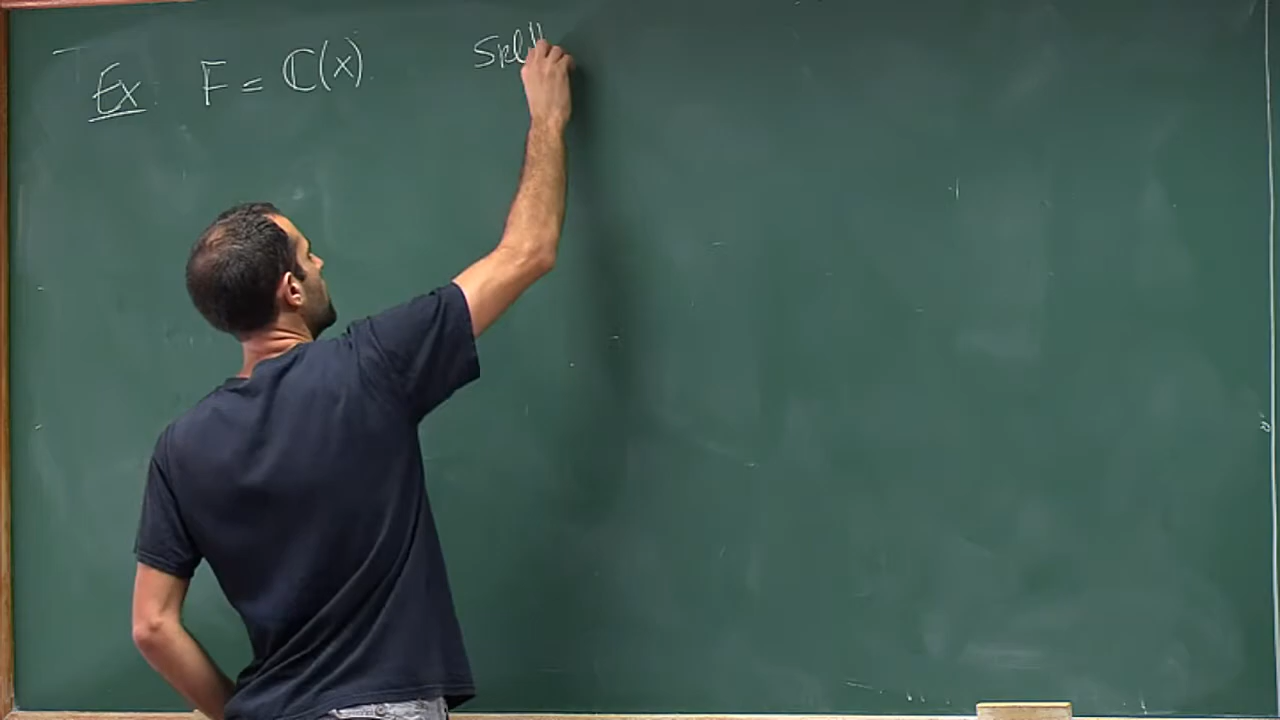 Ex F = ℂ(x)